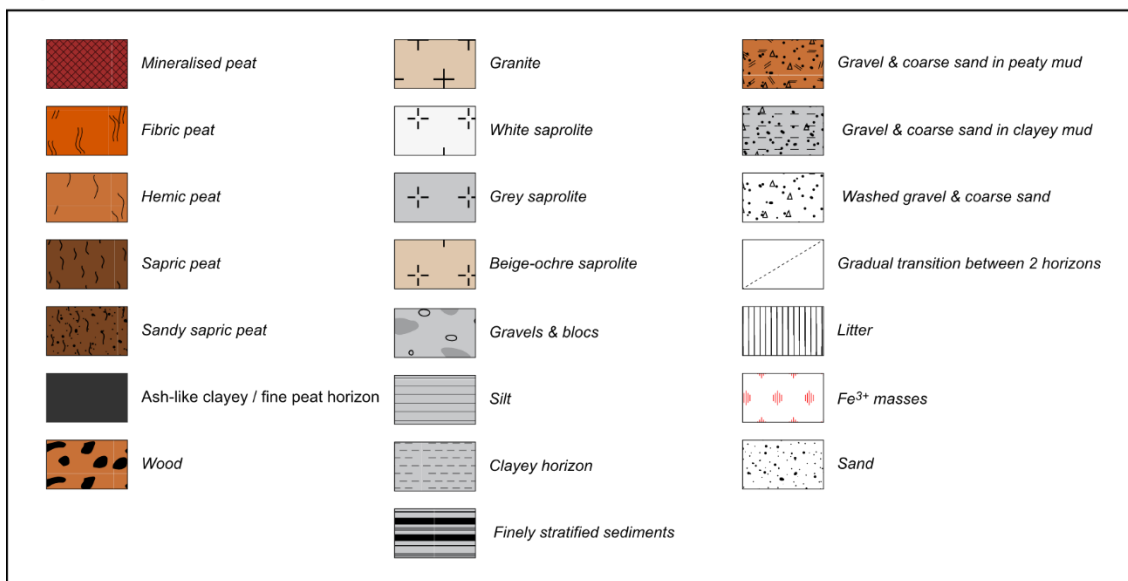 Mineralised peat
Fibric peat
Hemic peat
Sapric peat
Sandy sapric peat
Ash-like clayey / fine peat horizon
Wood
Granite
White saprolite
Grey saprolite
Beige-ochre saprolite
Gravels & blocs
Silt
Clayey horizon
Finely stratified sediments
Gravel & coarse sand in peaty mud
Gravel & coarse sand in clayey mud
Washed gravel & coarse sand
Gradual transition between 2 horizons
Litter
Fe³⁺ masses
Sand